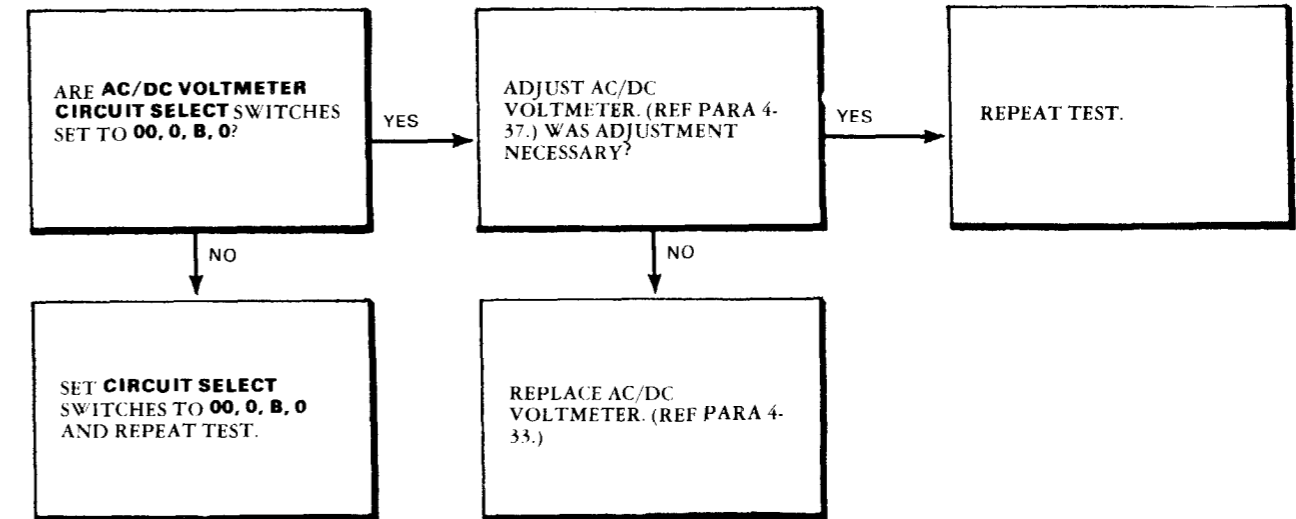 ARE AC/DC VOLTMETER
CIRCUIT SELECT SWITCHES
SET TO 00, 0, B, 0?
YES
ADJUST AC/DC
VOLTMETER. (REF PARA 4-
37.) WAS ADJUSTMENT
NECESSARY?
YES
REPEAT TEST.
NO
NO
SET CIRCUIT SELECT
SWITCHES TO 00, 0, B, 0
AND REPEAT TEST.
REPLACE AC/DC
VOLTMETER. (REF PARA 4-
33.)